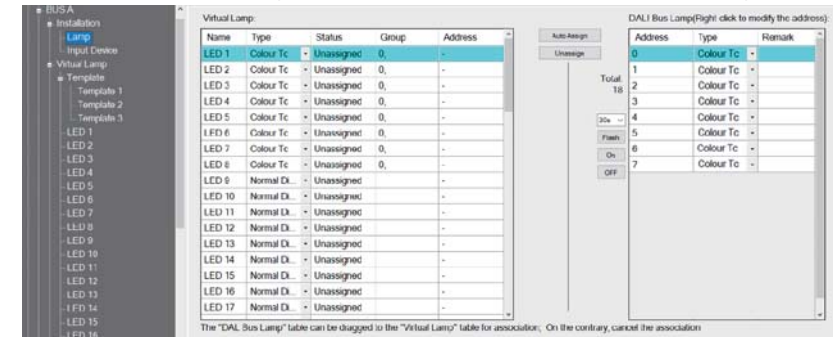 BUS A
Installation
Lamp
Input Device
Virtual Lamp
Template
Template 1
Template 2
Template 3
LED 1
LED 2
LED 3
LED 4
LED 5
LED 6
LED 7
LED 8
LED 9
LED 10
LED 11
LED 12
LED 13
LED 14
LED 15
LED 16
Virtual Lamp:
Name Type Status Group Address
LED 1 Colour Tc Unassigned 0, -
LED 2 Colour Tc Unassigned 0, -
LED 3 Colour Tc Unassigned 0, -
LED 4 Colour Tc Unassigned 0, -
LED 5 Colour Tc Unassigned 0, -
LED 6 Colour Tc Unassigned 0, -
LED 7 Colour Tc Unassigned 0, -
LED 8 Colour Tc Unassigned 0, -
LED 9 Normal Di... Unassigned -
LED 10 Normal Di... Unassigned -
LED 11 Normal Di... Unassigned -
LED 12 Normal Di... Unassigned -
LED 13 Normal Di... Unassigned -
LED 14 Normal Di... Unassigned -
LED 15 Normal Di... Unassigned -
LED 16 Normal Di... Unassigned -
LED 17 Normal Di... Unassigned -
Auto Assign
Unassign
Total:
18
30s
Flash
On
OFF
DALI Bus Lamp(Right click to modify the address):
Address Type Remark
0 Colour Tc
1 Colour Tc
2 Colour Tc
3 Colour Tc
4 Colour Tc
5 Colour Tc
6 Colour Tc
7 Colour Tc
The "DAL Bus Lamp" table can be dragged to the "Virtual Lamp" table for association; On the contrary, cancel the association